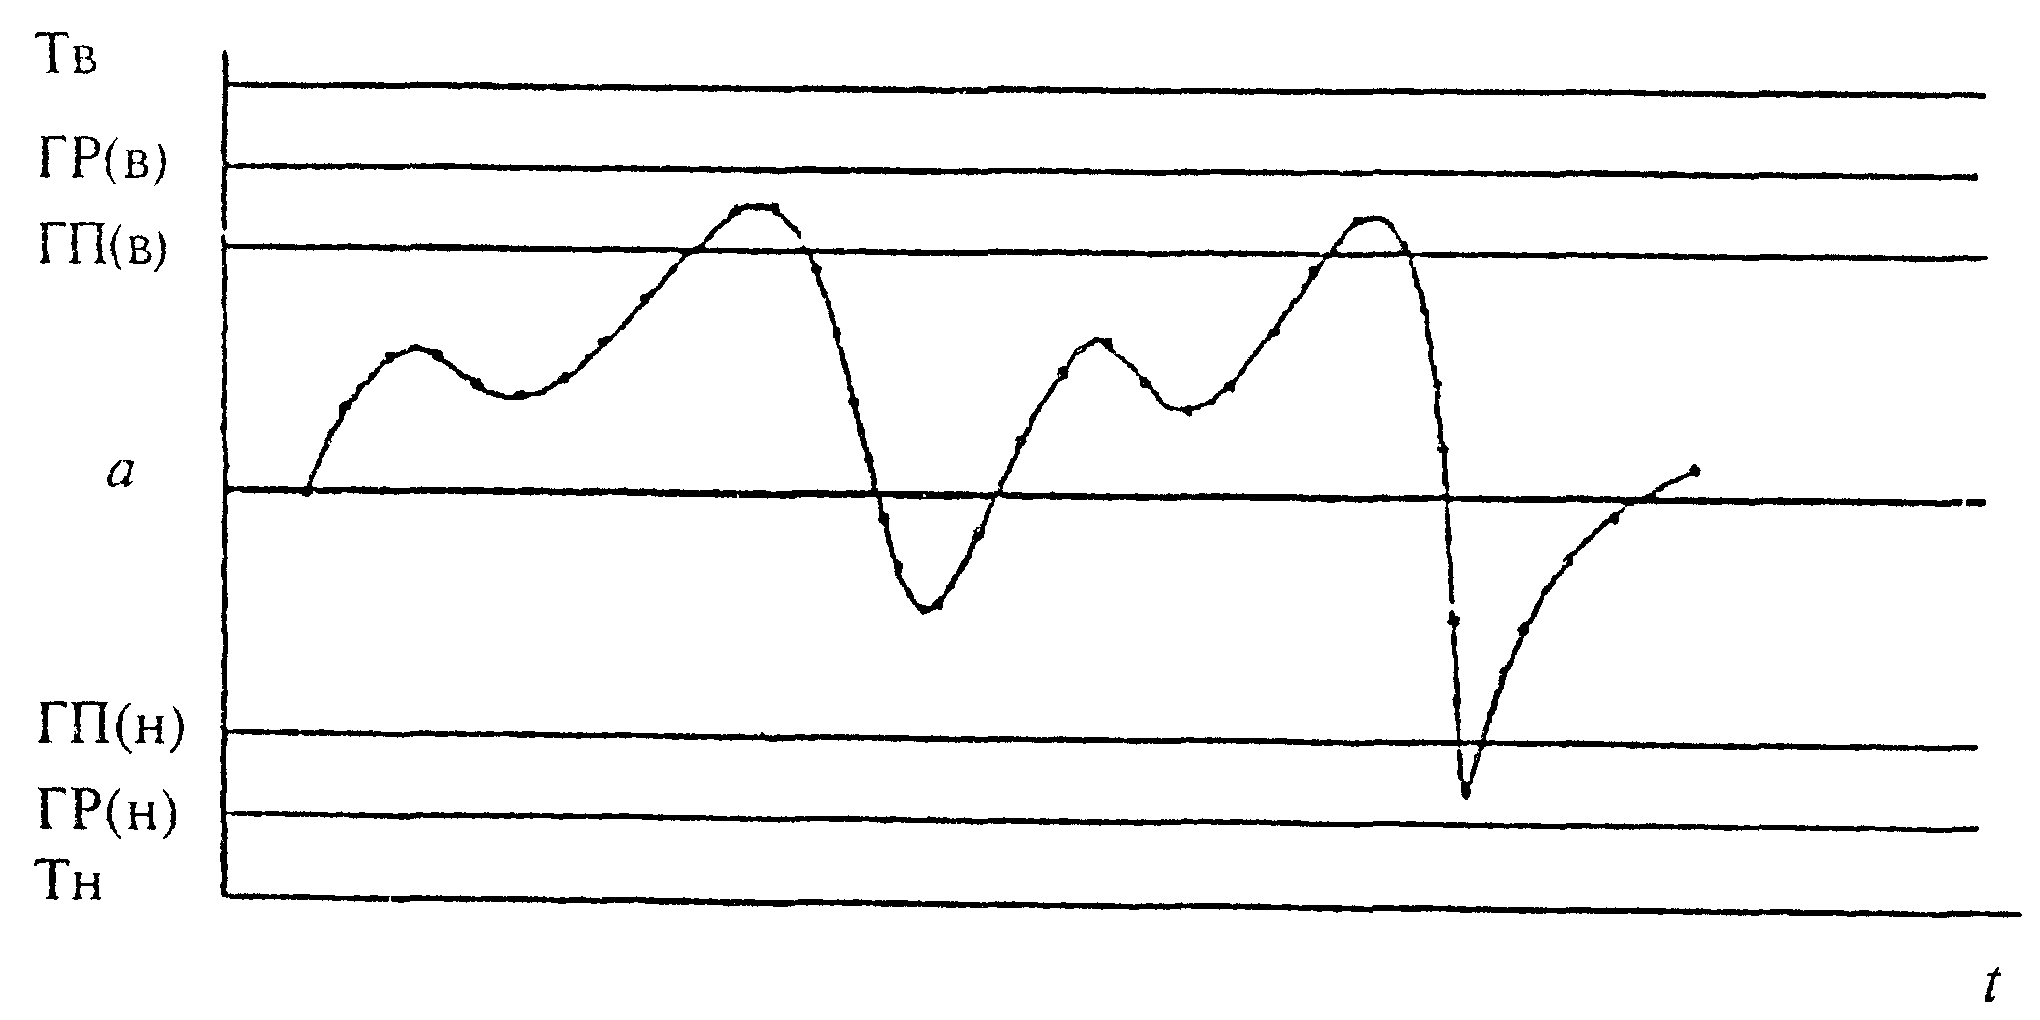 Тв
ГР(в)
ГП(в)
a
ГП(н)
ГР(н)
Тн
t